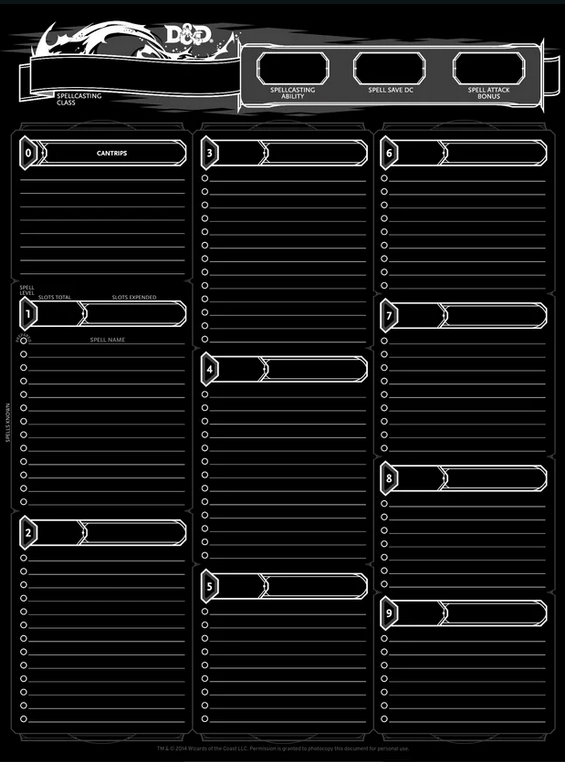 D&D
SPELLCASTING
CLASS
SPELLCASTING
ABILITY
SPELL SAVE DC
SPELL ATTACK
BONUS
0
CANTRIPS
SPELL
LEVEL
SLOTS TOTAL
SLOTS EXPENDED
1
SPELL NAME
SPELLS KNOWN
2
3
4
5
6
7
8
9
TM & © 2014 Wizards of the Coast LLC. Permission is granted to photocopy this document for personal use.